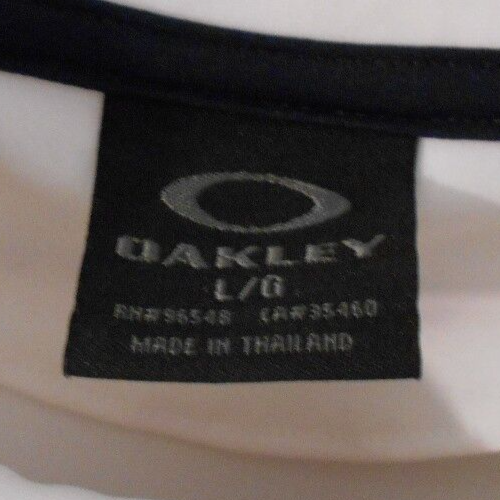 OAKLEY
L/G
RN#96548 CA#35460
MADE IN THAILAND